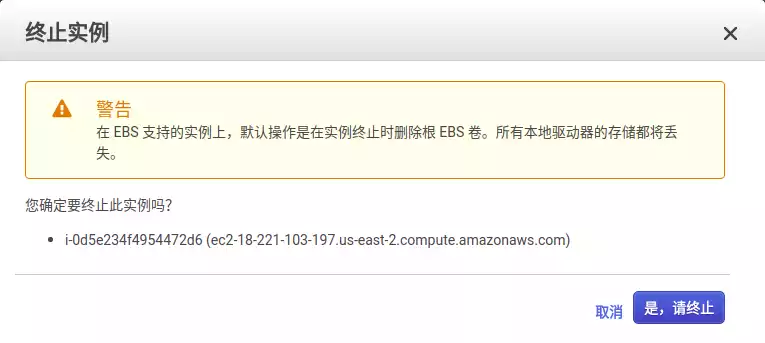 终止实例
警告
在 EBS 支持的实例上，默认操作是在实例终止时删除根 EBS 卷。所有本地驱动器的存储都将丢
失。
您确定要终止此实例吗？
i-0d5e234f4954472d6 (ec2-18-221-103-197.us-east-2.compute.amazonaws.com)
取消 是，请终止